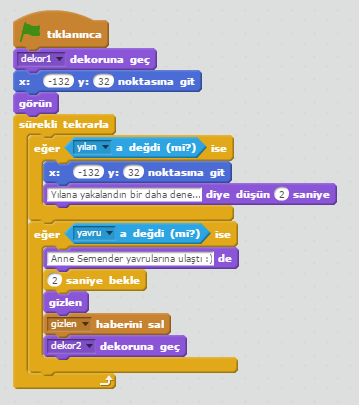 tıklanınca
dekor1 dekoruna geç
x: -132 y: 32 noktasına git
görün
sürekli tekrarla
eğer yılan a değdi (mi?) ise
x: -132 y: 32 noktasına git
Yılana yakalandın bir daha dene... diye düşün 2 saniye
eğer yavru a değdi (mi?) ise
Anne Semender yavrularına ulaştı :) de
2 saniye bekle
gizlen
gizlen haberini sal
dekor2 dekoruna geç